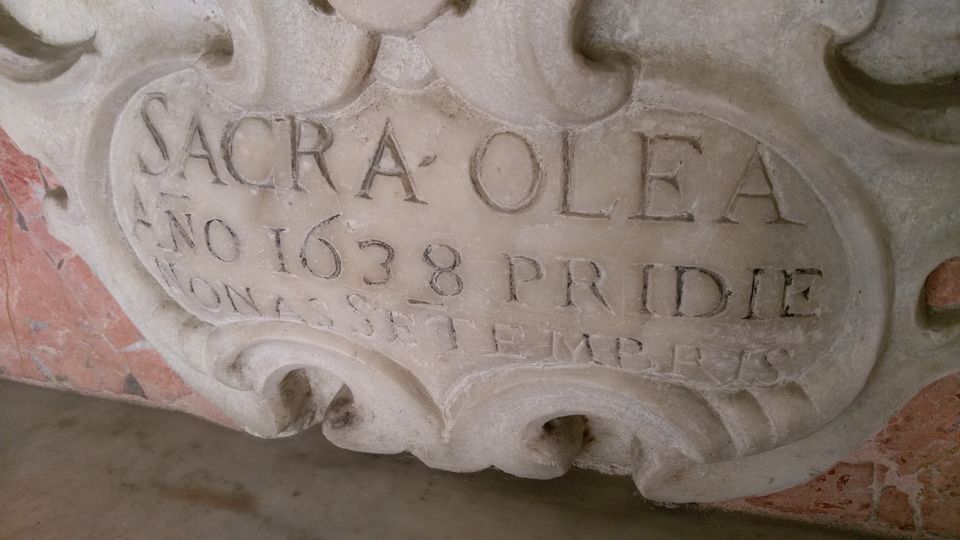 SACRA· OLEA
AÑO 1638 PRIDIE
NONAS SETEMBRIS